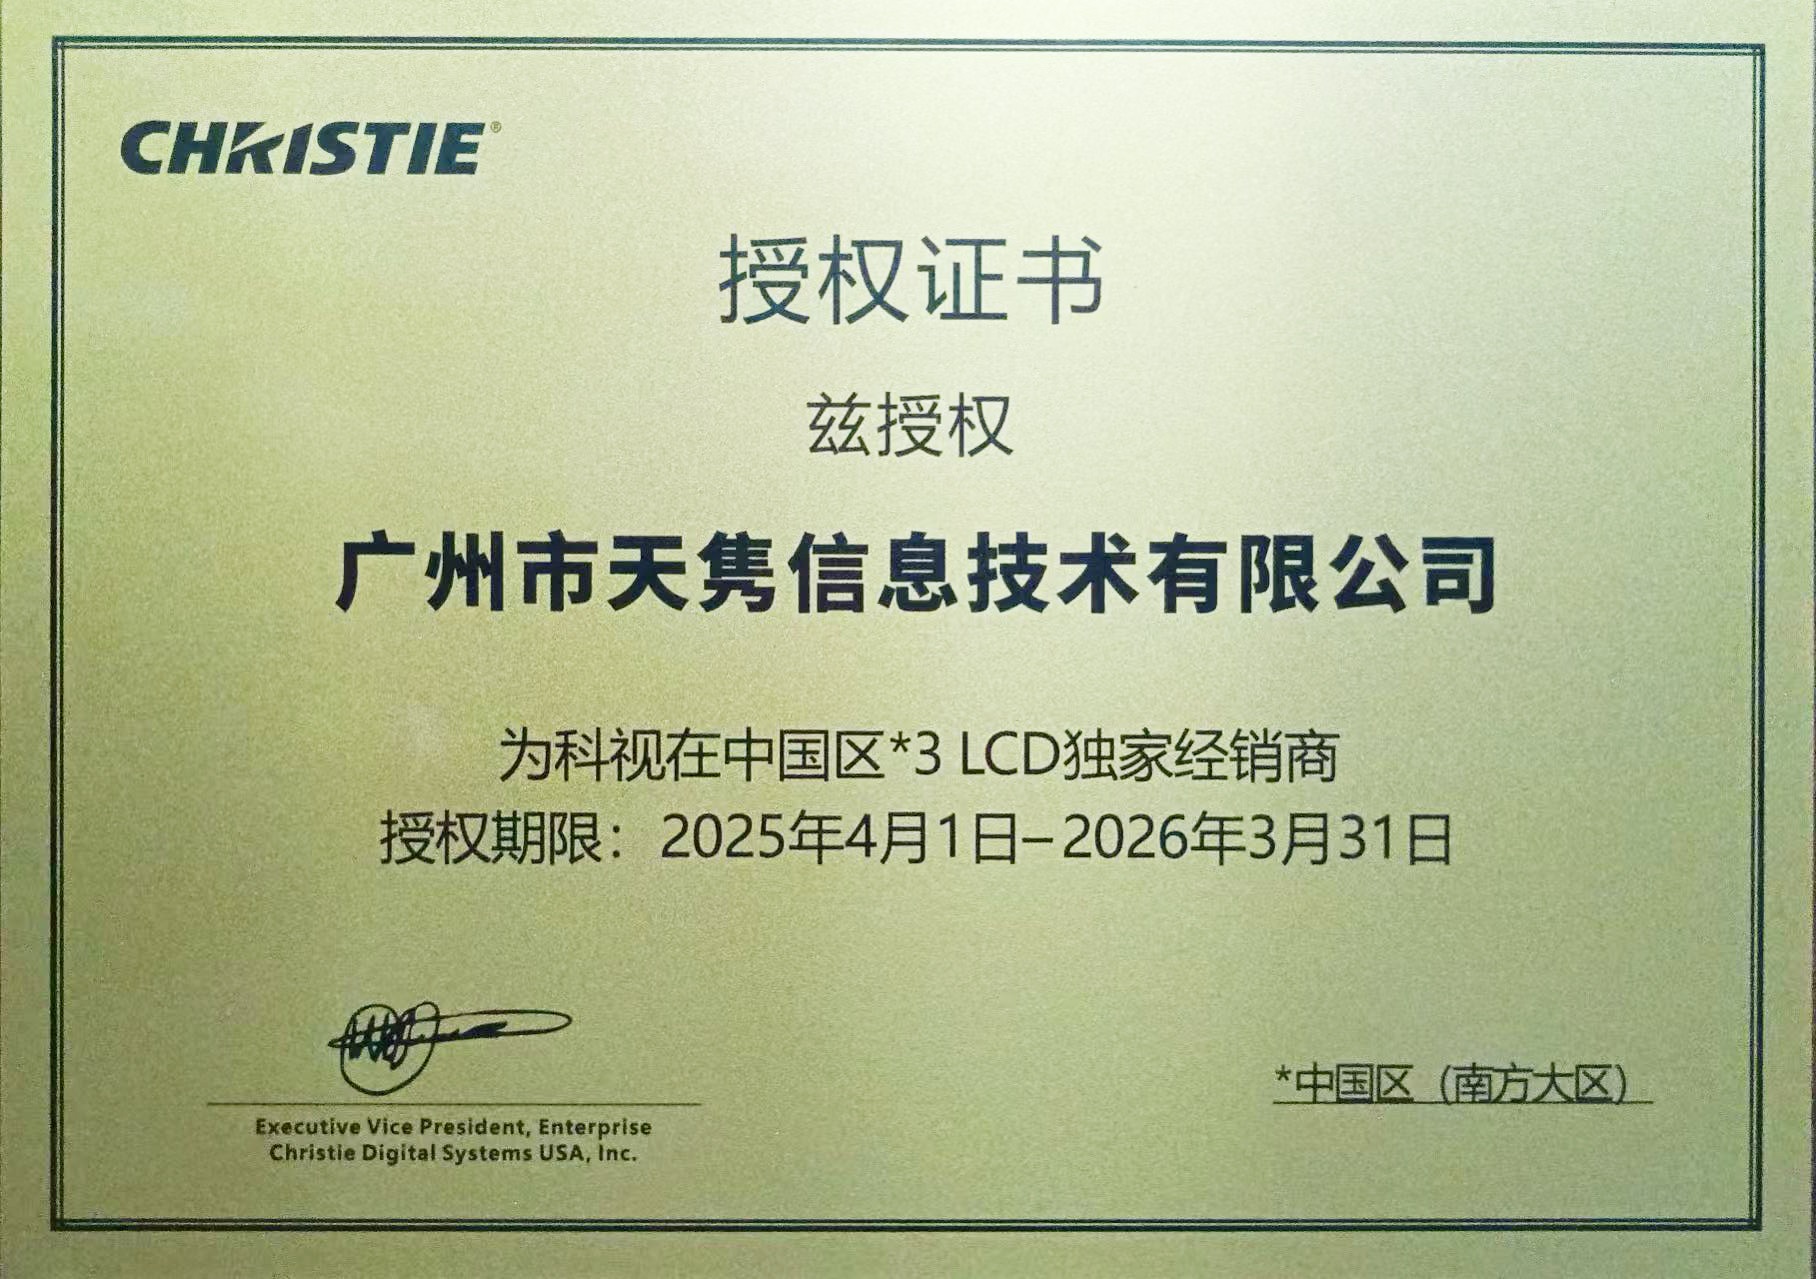 CHRISTIE®
授权证书
兹授权
广州市天隽信息技术有限公司
为科视在中国区*3 LCD独家经销商
授权期限：2025年4月1日–2026年3月31日
Executive Vice President, Enterprise
Christie Digital Systems USA, Inc.
*中国区（南方大区）